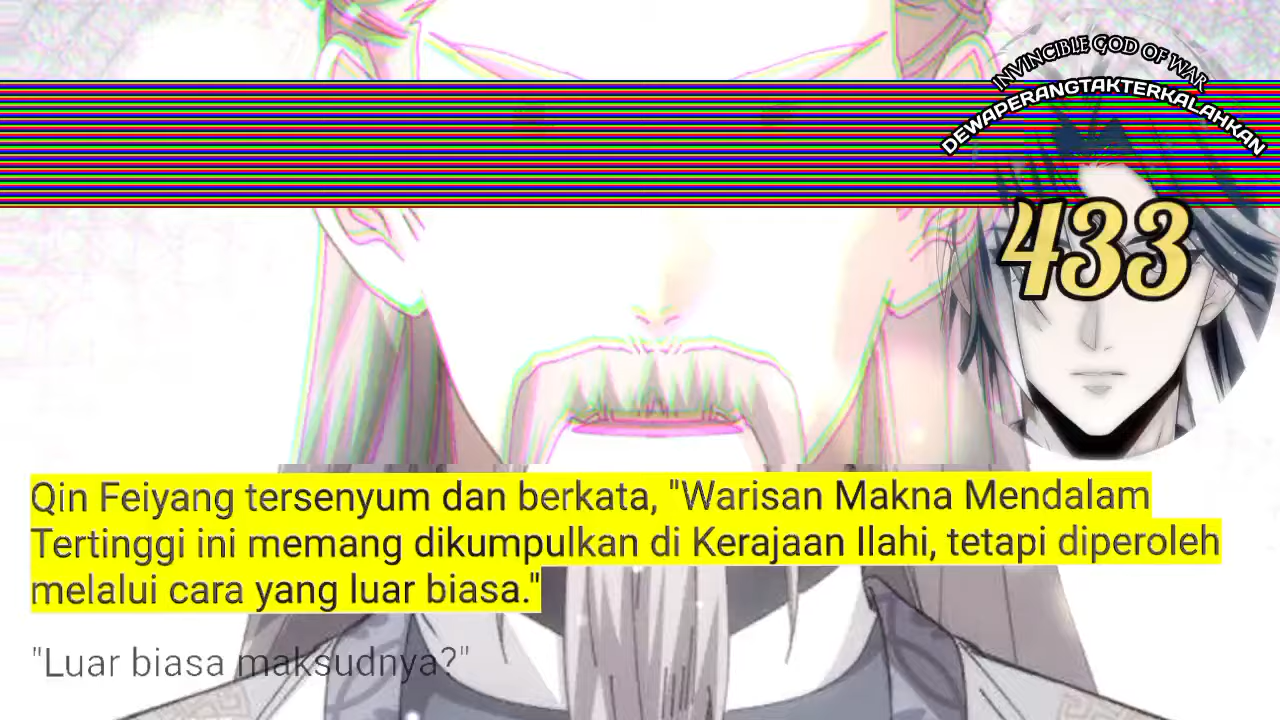 INVINCIBLE GOD OF WAR
DEWAPERANGTAKTERKALAHKAN
433
Qin Feiyang tersenyum dan berkata, "Warisan Makna Mendalam
Tertinggi ini memang dikumpulkan di Kerajaan Ilahi, tetapi diperoleh
melalui cara yang luar biasa."
"Luar biasa maksudnya?"